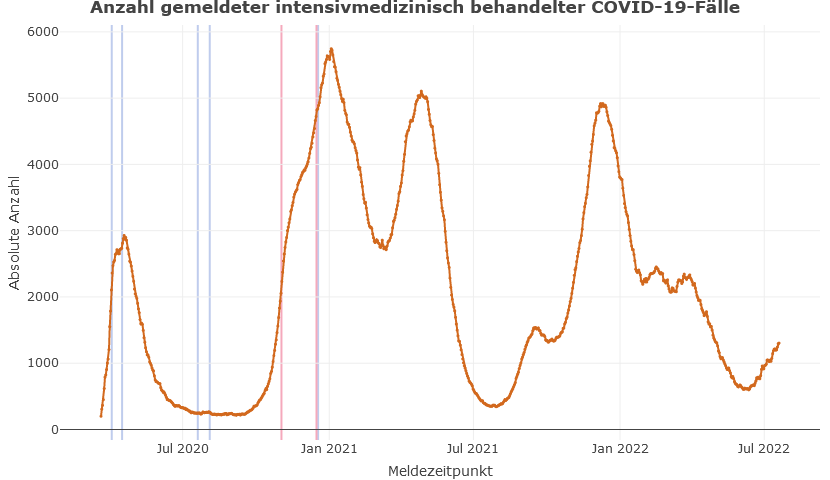 Anzahl gemeldeter intensivmedizinisch behandelter COVID-19-Fälle
6000
5000
4000
3000
2000
1000
0
Absolute Anzahl
Jul 2020
Jan 2021
Jul 2021
Jan 2022
Jul 2022
Meldezeitpunkt